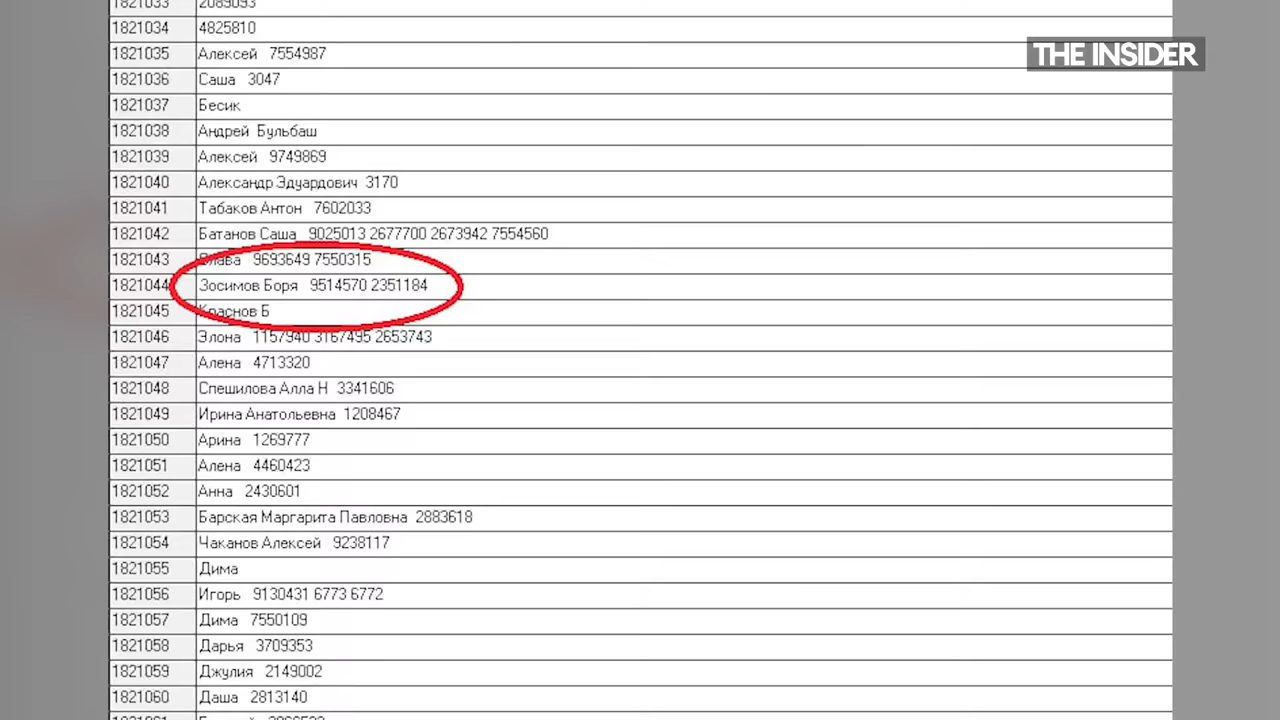 1821033 2089093
THE INSIDER
1821034 4825810
1821035 Алексей 7554987
1821036 Саша 3047
1821037 Бесик
1821038 Андрей Бульбаш
1821039 Алексей 9749869
1821040 Александр Эдуардович 3170
1821041 Табаков Антон 7602033
1821042 Батанов Саша 9025013 2677700 2673942 7554560
1821043 9693649 7550315
1821044 Зосимов Боря 9514570 2351184
1821045 Краснов Б
1821046 Элона 1157940 3167495 2653743
1821047 Алена 4713320
1821048 Спешилова Алла Н 3341606
1821049 Ирина Анатольевна 1208467
1821050 Арина 1269777
1821051 Алена 4460423
1821052 Анна 2430601
1821053 Барская Маргарита Павловна 2883618
1821054 Чаканов Алексей 9238117
1821055 Дима
1821056 Игорь 9130431 6773 6772
1821057 Дима 7550109
1821058 Дарья 3709353
1821059 Джулия 2149002
1821060 Даша 2813140